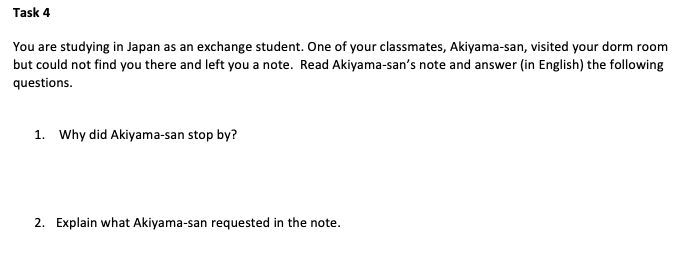 Task 4
You are studying in Japan as an exchange student. One of your classmates, Akiyama-san, visited your dorm room
but could not find you there and left you a note. Read Akiyama-san's note and answer (in English) the following
questions.
1. Why did Akiyama-san stop by?
2. Explain what Akiyama-san requested in the note.